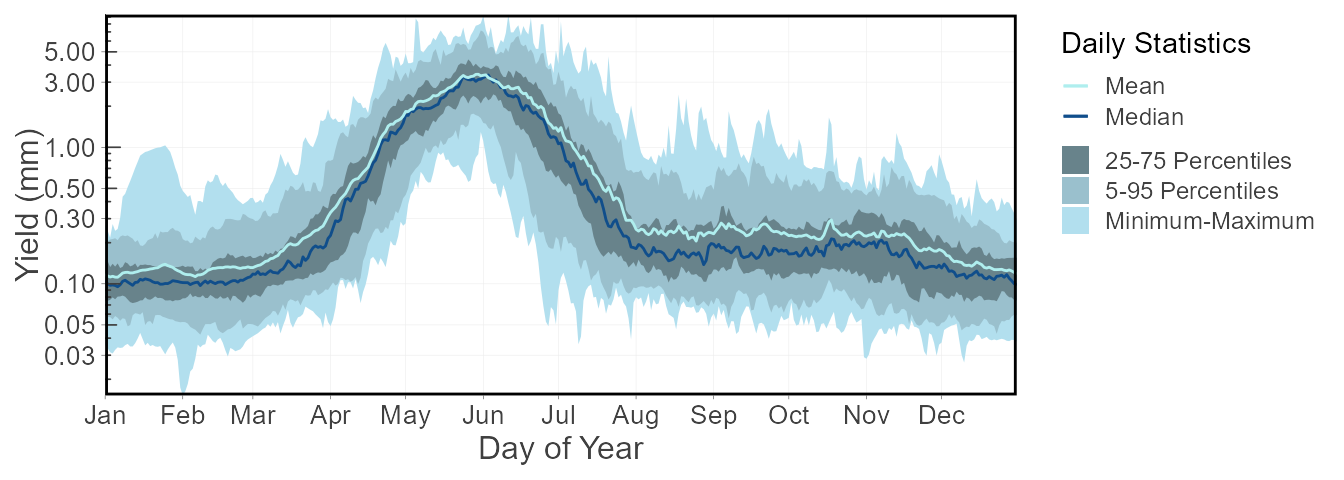 Yield (mm)
5.00
3.00
1.00
0.50
0.30
0.10
0.05
0.03
Jan Feb Mar Apr May Jun Jul Aug Sep Oct Nov Dec
Day of Year
Daily Statistics
Mean
Median
25-75 Percentiles
5-95 Percentiles
Minimum-Maximum